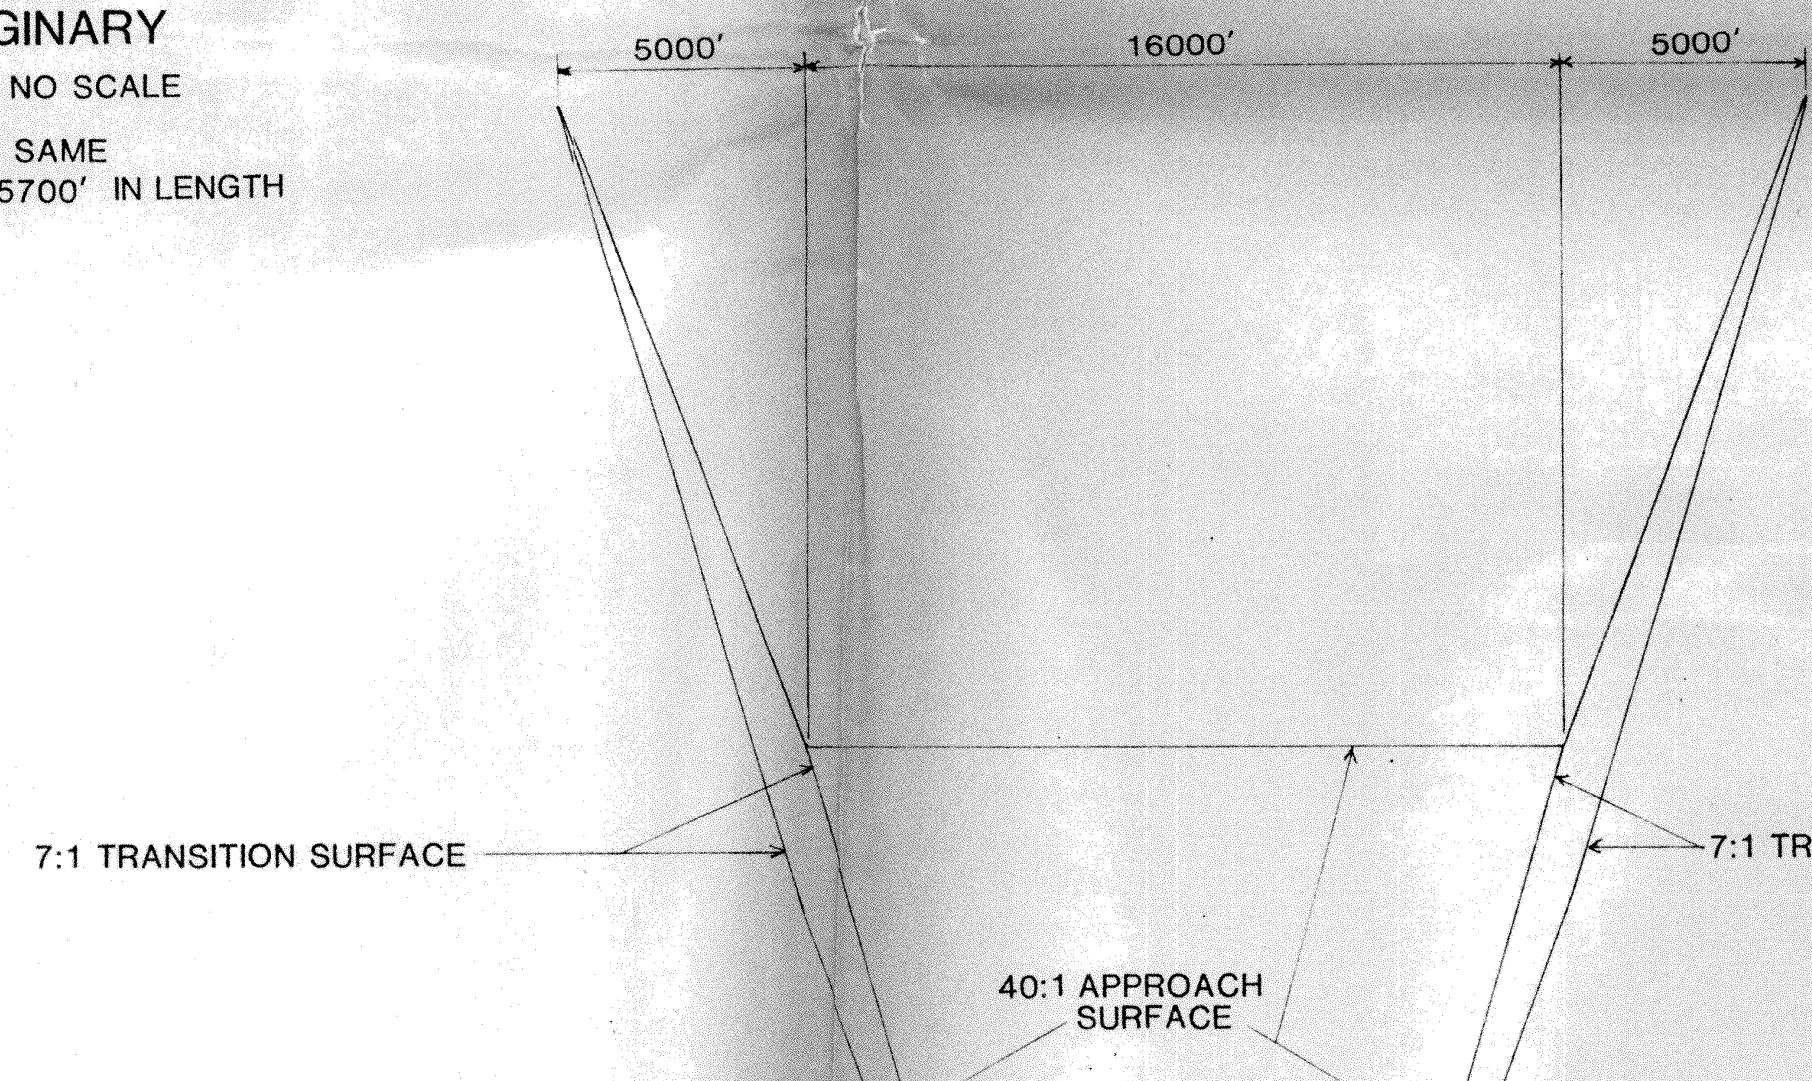 GINARY
NO SCALE
SAME
5700' IN LENGTH
5000'
16000'
5000'
7:1 TRANSITION SURFACE
7:1 TR
40:1 APPROACH
SURFACE